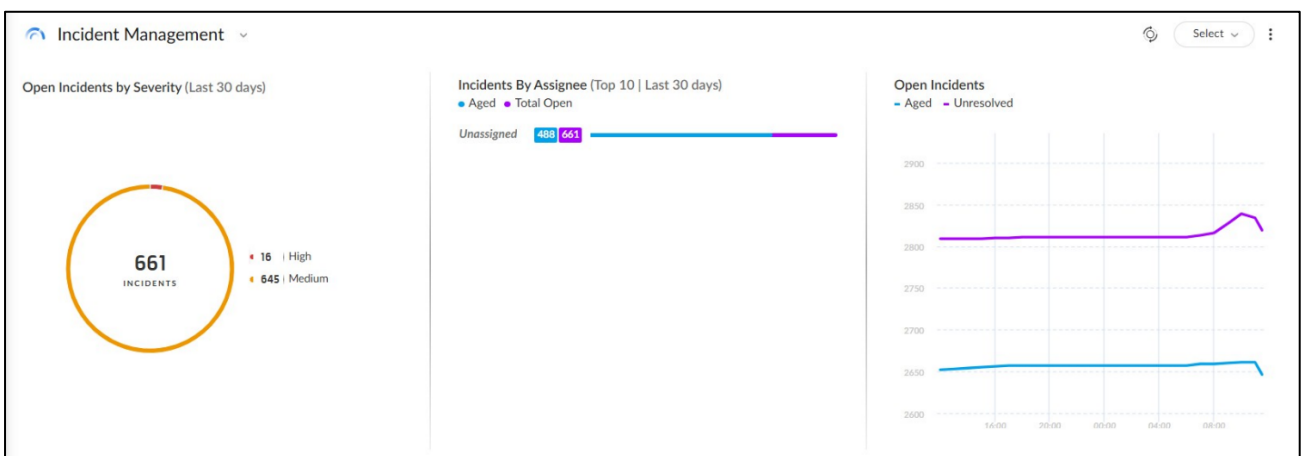 Incident Management
Select
Open Incidents by Severity (Last 30 days)
661
INCIDENTS
16 | High
645 | Medium
Incidents By Assignee (Top 10 | Last 30 days)
Aged Total Open
Unassigned 488 661
Open Incidents
Aged Unresolved
2900
2850
2800
2750
2700
2650
2600
16:00 20:00 00:00 04:00 08:00